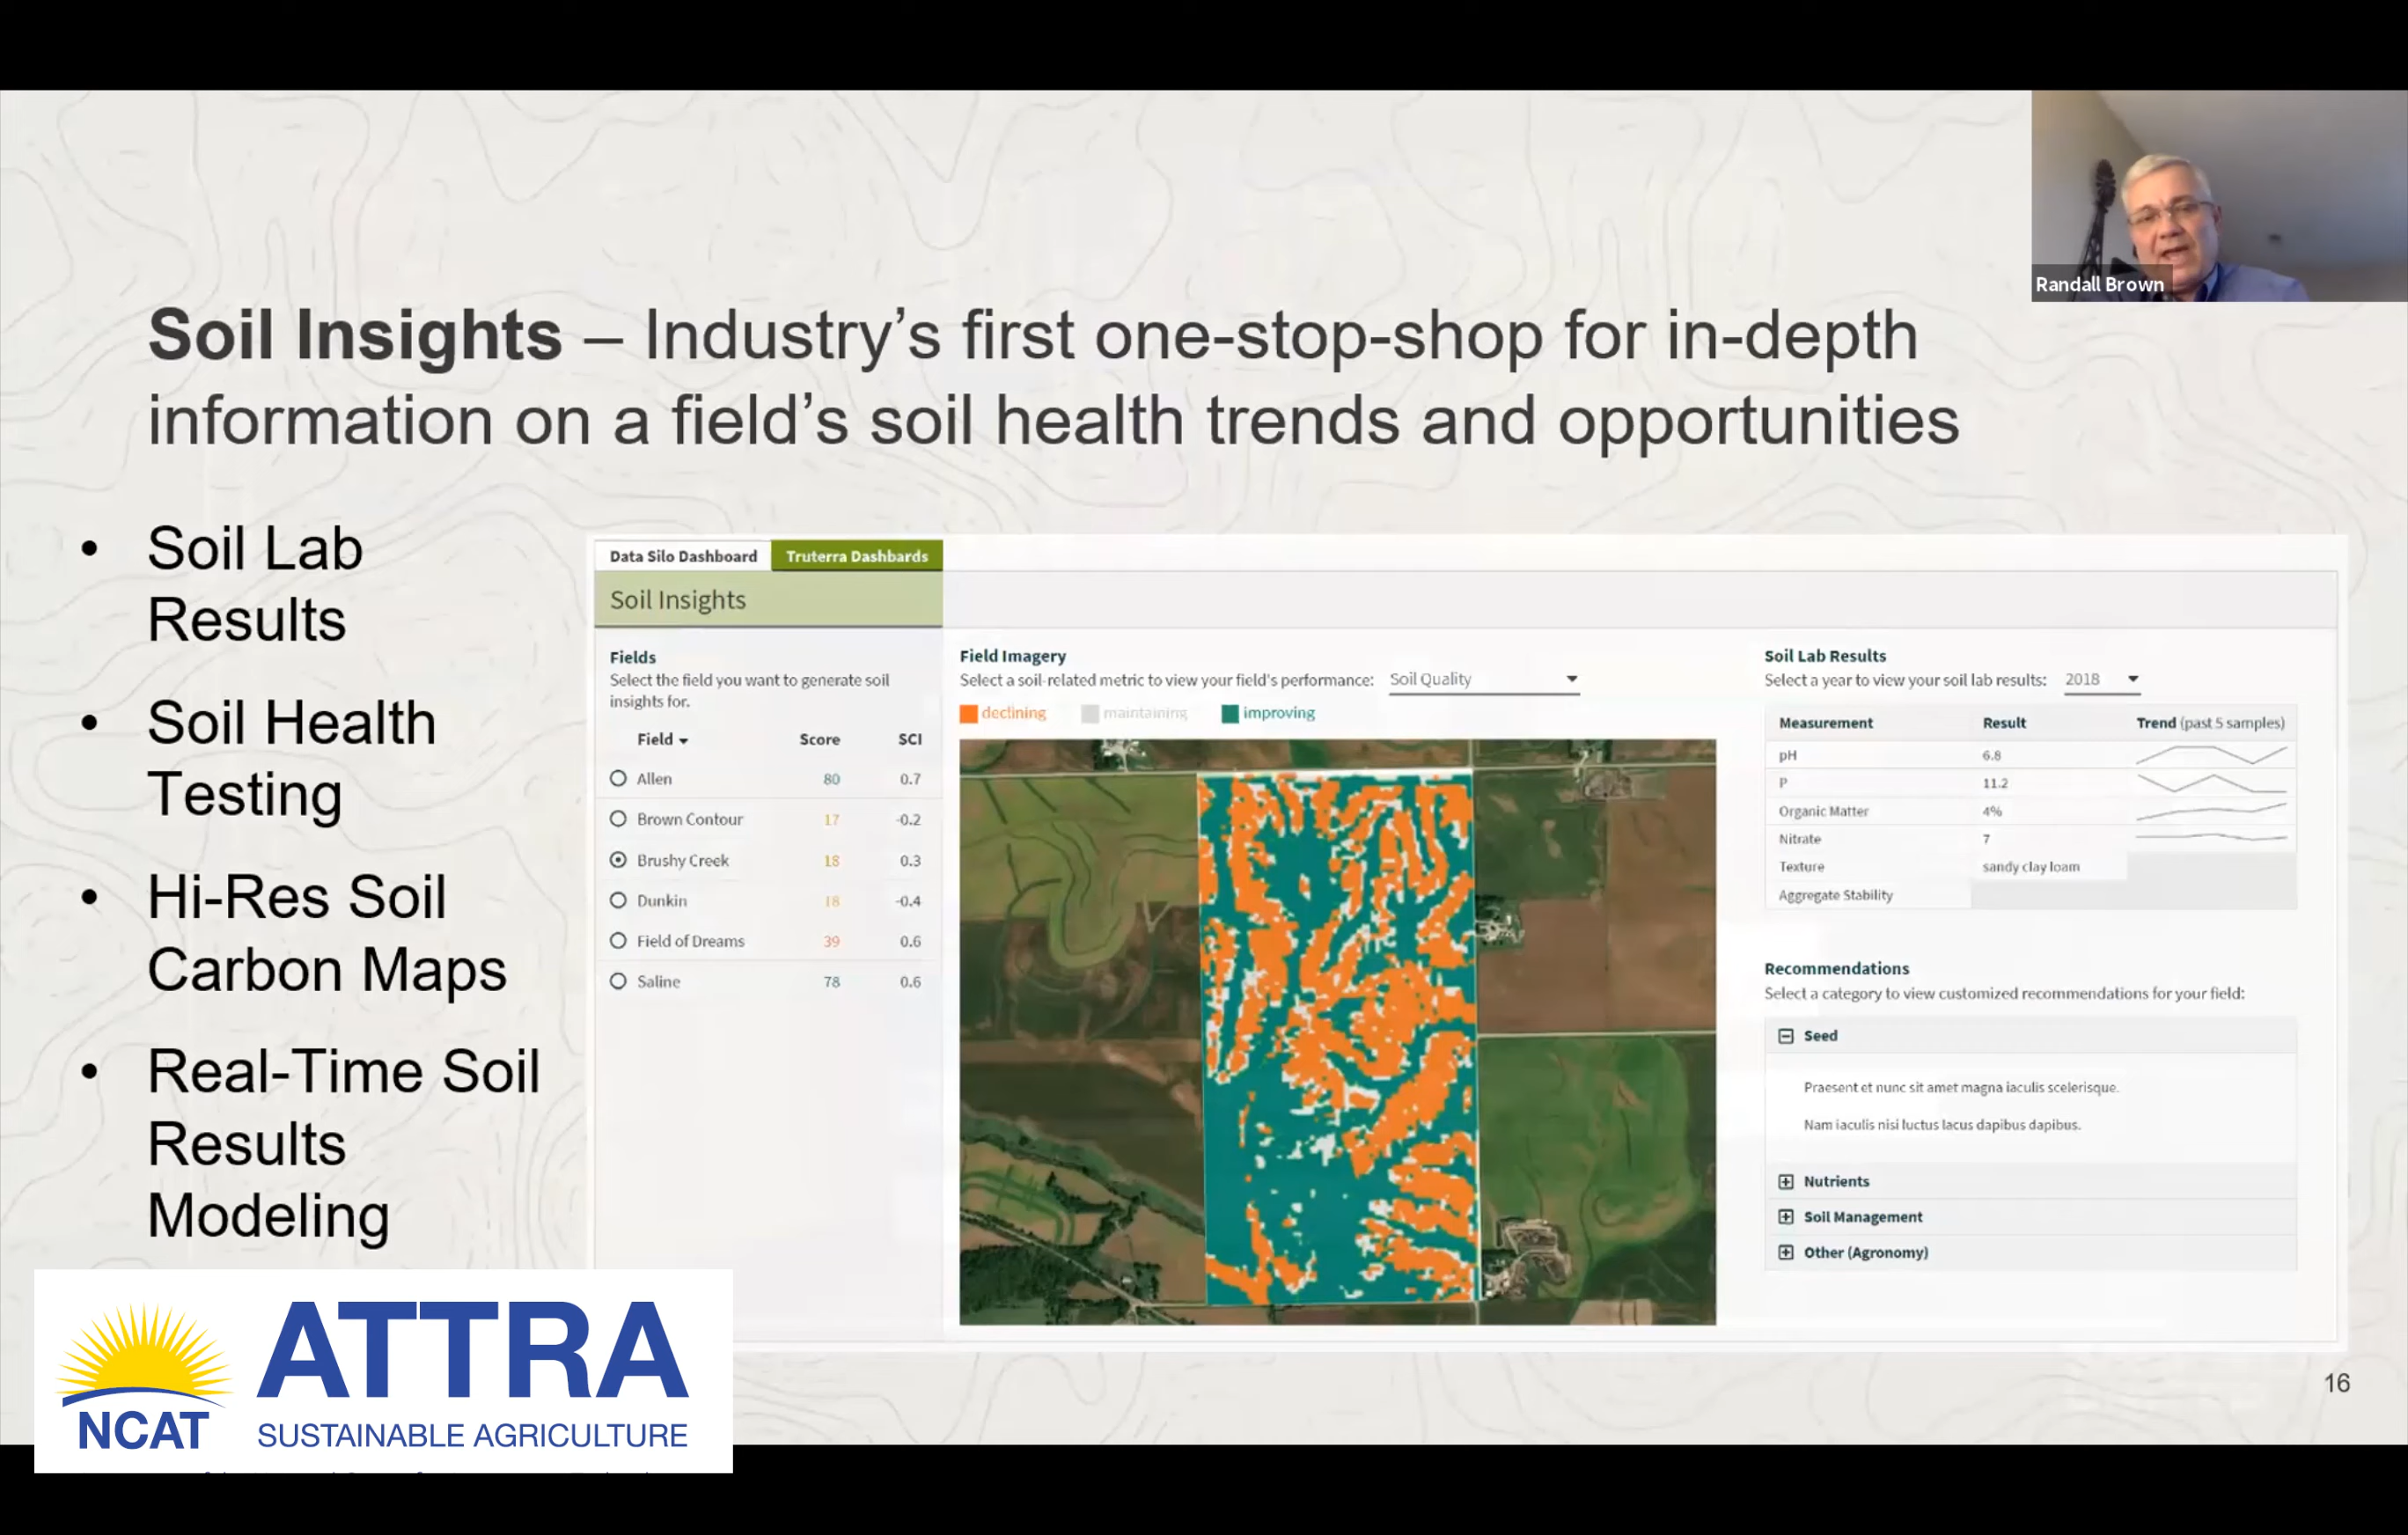 Randall Brown
Soil Insights – Industry’s first one-stop-shop for in-depth
information on a field’s soil health trends and opportunities
• Soil Lab
Results
• Soil Health
Testing
• Hi-Res Soil
Carbon Maps
• Real-Time Soil
Results
Modeling
Data Silo Dashboard Truterra Dashbards
Soil Insights
Fields
Select the field you want to generate soil
insights for.
Field Score SCI
Allen 80 0.7
Brown Contour 17 -0.2
Brushy Creek 18 0.3
Dunkin 18 -0.4
Field of Dreams 39 0.6
Saline 78 0.6
Field Imagery
Select a soil-related metric to view your field's performance: Soil Quality
declining maintaining improving
Soil Lab Results
Select a year to view your soil lab results: 2018
Measurement Result Trend (past 5 samples)
pH 6.8
P 11.2
Organic Matter 4%
Nitrate 7
Texture sandy clay loam
Aggregate Stability
Recommendations
Select a category to view customized recommendations for your field:
Seed
Praesent et nunc sit amet magna iaculis scelerisque.
Nam iaculis nisi luctus lacus dapibus dapibus.
Nutrients
Soil Management
Other (Agronomy)
NCAT
ATTRA
SUSTAINABLE AGRICULTURE
16